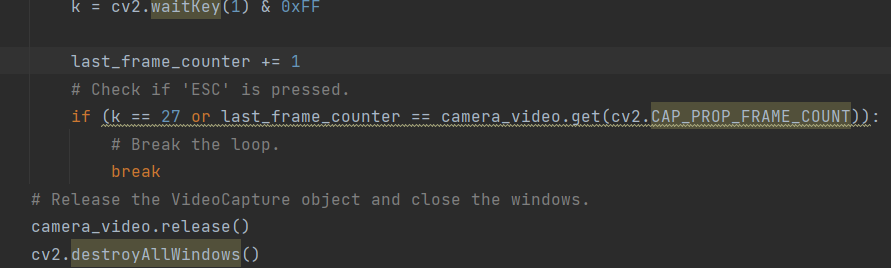 k = cv2.waitKey(1) & 0xFF
last_frame_counter += 1
# Check if 'ESC' is pressed.
if (k == 27 or last_frame_counter == camera_video.get(cv2.CAP_PROP_FRAME_COUNT)):
# Break the loop.
break
# Release the VideoCapture object and close the windows.
camera_video.release()
cv2.destroyAllWindows()